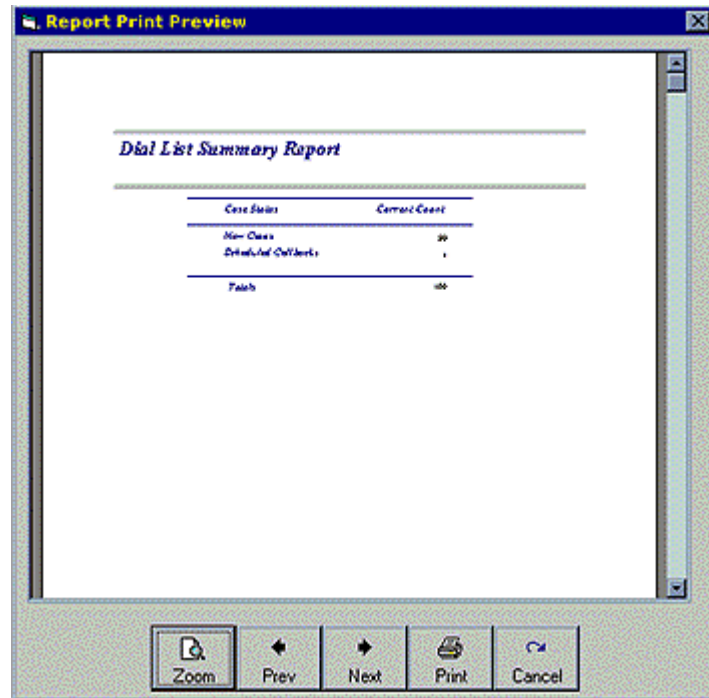 Report Print Preview
Dial List Summary Report
Case Status Current Count
New Cases
Scheduled Callbacks
Totals
Zoom Prev Next Print Cancel